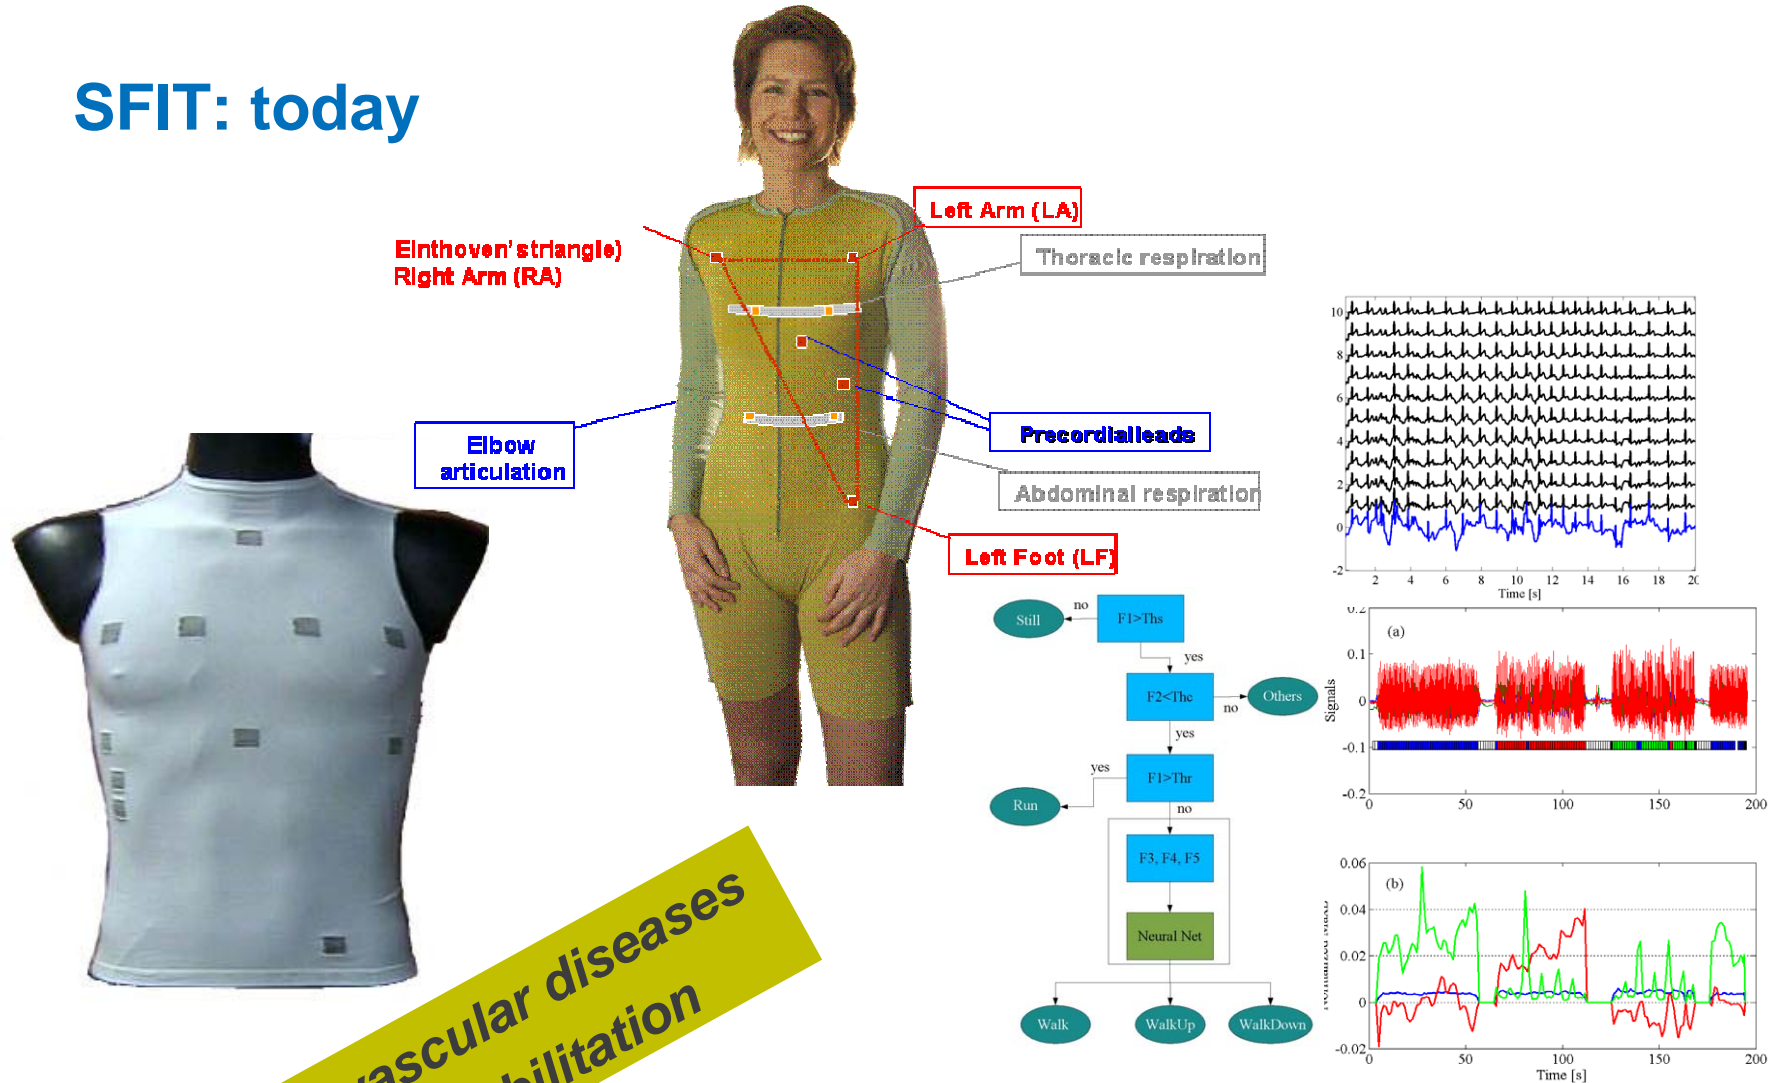 SFIT: today
Einthoven'striangle)
Right Arm (RA)
Left Arm (LA)
Thoracic respiration
Elbow
articulation
Precordialleads
Abdominal respiration
Left Foot (LF)
vascular diseases
bilitation
Still
no
F1>Ths
yes
F2<Thc
no
Others
yes
F1>Thr
yes
Run
no
F3, F4, F5
Neural Net
Walk
WalkUp
WalkDown
10
8
6
4
2
0
-2
2 4 6 8 10 12 14 16 18
Time [s]
(a)
0.2
0.1
0
-0.1
-0.2
Signals
0 50 100 150 200
(b)
0.06
0.04
0.02
0
-0.02
0 50 100 150 200
Time [s]